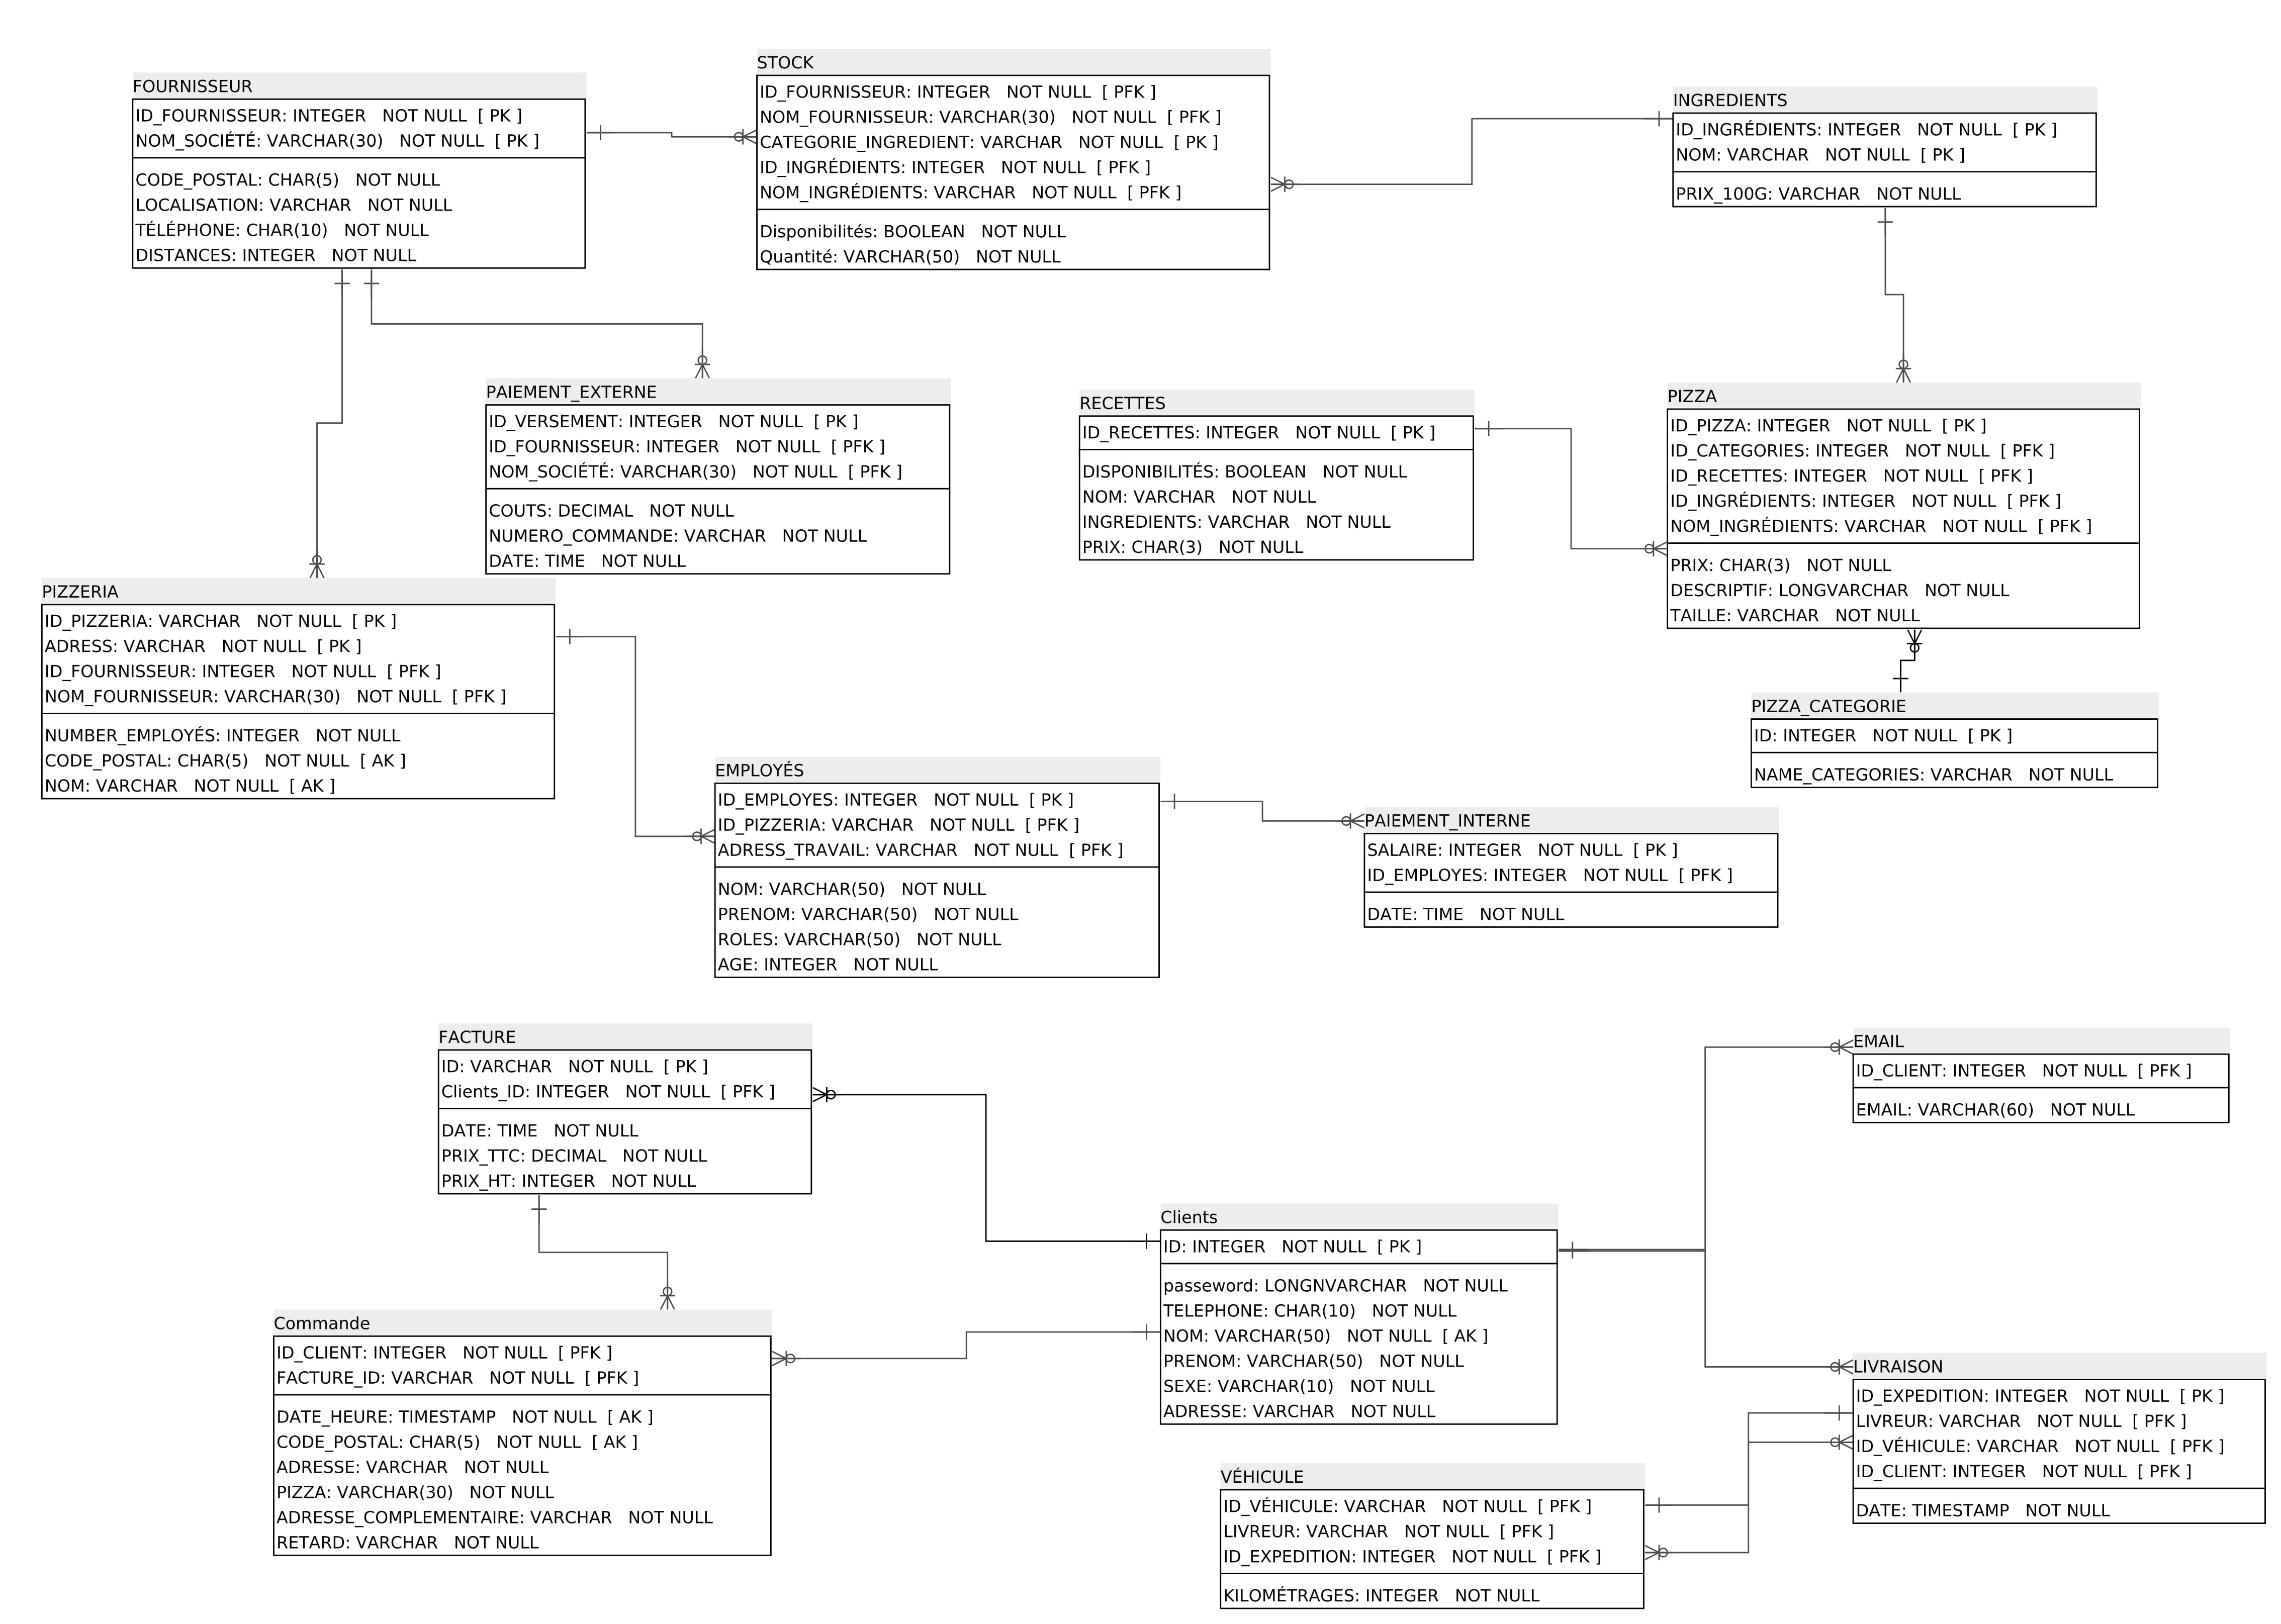 FOURNISSEUR
ID_FOURNISSEUR: INTEGER NOT NULL [ PK ]
NOM_SOCIÉTÉ: VARCHAR(30) NOT NULL [ PK ]
CODE_POSTAL: CHAR(5) NOT NULL
LOCALISATION: VARCHAR NOT NULL
TÉLÉPHONE: CHAR(10) NOT NULL
DISTANCES: INTEGER NOT NULL
STOCK
ID_FOURNISSEUR: INTEGER NOT NULL [ PFK ]
NOM_FOURNISSEUR: VARCHAR(30) NOT NULL [ PFK ]
CATEGORIE_INGREDIENT: VARCHAR NOT NULL [ PK ]
ID_INGRÉDIENTS: INTEGER NOT NULL [ PFK ]
NOM_INGRÉDIENTS: VARCHAR NOT NULL [ PFK ]
Disponibilités: BOOLEAN NOT NULL
Quantité: VARCHAR(50) NOT NULL
INGREDIENTS
ID_INGRÉDIENTS: INTEGER NOT NULL [ PK ]
NOM: VARCHAR NOT NULL [ PK ]
PRIX_100G: VARCHAR NOT NULL
PAIEMENT_EXTERNE
ID_VERSEMENT: INTEGER NOT NULL [ PK ]
ID_FOURNISSEUR: INTEGER NOT NULL [ PFK ]
NOM_SOCIÉTÉ: VARCHAR(30) NOT NULL [ PFK ]
COUTS: DECIMAL NOT NULL
NUMERO_COMMANDE: VARCHAR NOT NULL
DATE: TIME NOT NULL
RECETTES
ID_RECETTES: INTEGER NOT NULL [ PK ]
DISPONIBILITÉS: BOOLEAN NOT NULL
NOM: VARCHAR NOT NULL
INGREDIENTS: VARCHAR NOT NULL
PRIX: CHAR(3) NOT NULL
PIZZA
ID_PIZZA: INTEGER NOT NULL [ PK ]
ID_CATEGORIES: INTEGER NOT NULL [ PFK ]
ID_RECETTES: INTEGER NOT NULL [ PFK ]
ID_INGRÉDIENTS: INTEGER NOT NULL [ PFK ]
NOM_INGRÉDIENTS: VARCHAR NOT NULL [ PFK ]
PRIX: CHAR(3) NOT NULL
DESCRIPTIF: LONGVARCHAR NOT NULL
TAILLE: VARCHAR NOT NULL
PIZZERIA
ID_PIZZERIA: VARCHAR NOT NULL [ PK ]
ADRESS: VARCHAR NOT NULL [ PK ]
ID_FOURNISSEUR: INTEGER NOT NULL [ PFK ]
NOM_FOURNISSEUR: VARCHAR(30) NOT NULL [ PFK ]
NUMBER_EMPLOYÉS: INTEGER NOT NULL
CODE_POSTAL: CHAR(5) NOT NULL [ AK ]
NOM: VARCHAR NOT NULL [ AK ]
PIZZA_CATEGORIE
ID: INTEGER NOT NULL [ PK ]
NAME_CATEGORIES: VARCHAR NOT NULL
EMPLOYÉS
ID_EMPLOYES: INTEGER NOT NULL [ PK ]
ID_PIZZERIA: VARCHAR NOT NULL [ PFK ]
ADRESS_TRAVAIL: VARCHAR NOT NULL [ PFK ]
NOM: VARCHAR(50) NOT NULL
PRENOM: VARCHAR(50) NOT NULL
ROLES: VARCHAR(50) NOT NULL
AGE: INTEGER NOT NULL
PAIEMENT_INTERNE
SALAIRE: INTEGER NOT NULL [ PK ]
ID_EMPLOYES: INTEGER NOT NULL [ PFK ]
DATE: TIME NOT NULL
FACTURE
ID: VARCHAR NOT NULL [ PK ]
Clients_ID: INTEGER NOT NULL [ PFK ]
DATE: TIME NOT NULL
PRIX_TTC: DECIMAL NOT NULL
PRIX_HT: INTEGER NOT NULL
EMAIL
ID_CLIENT: INTEGER NOT NULL [ PFK ]
EMAIL: VARCHAR(60) NOT NULL
Clients
ID: INTEGER NOT NULL [ PK ]
passeword: LONGNVARCHAR NOT NULL
TELEPHONE: CHAR(10) NOT NULL
NOM: VARCHAR(50) NOT NULL [ AK ]
PRENOM: VARCHAR(50) NOT NULL
SEXE: VARCHAR(10) NOT NULL
ADRESSE: VARCHAR NOT NULL
Commande
ID_CLIENT: INTEGER NOT NULL [ PFK ]
FACTURE_ID: VARCHAR NOT NULL [ PFK ]
DATE_HEURE: TIMESTAMP NOT NULL [ AK ]
CODE_POSTAL: CHAR(5) NOT NULL [ AK ]
ADRESSE: VARCHAR NOT NULL
PIZZA: VARCHAR(30) NOT NULL
ADRESSE_COMPLEMENTAIRE: VARCHAR NOT NULL
RETARD: VARCHAR NOT NULL
LIVRAISON
ID_EXPEDITION: INTEGER NOT NULL [ PK ]
LIVREUR: VARCHAR NOT NULL [ PFK ]
ID_VÉHICULE: VARCHAR NOT NULL [ PFK ]
ID_CLIENT: INTEGER NOT NULL [ PFK ]
DATE: TIMESTAMP NOT NULL
VÉHICULE
ID_VÉHICULE: VARCHAR NOT NULL [ PFK ]
LIVREUR: VARCHAR NOT NULL [ PFK ]
ID_EXPEDITION: INTEGER NOT NULL [ PFK ]
KILOMÉTRAGES: INTEGER NOT NULL